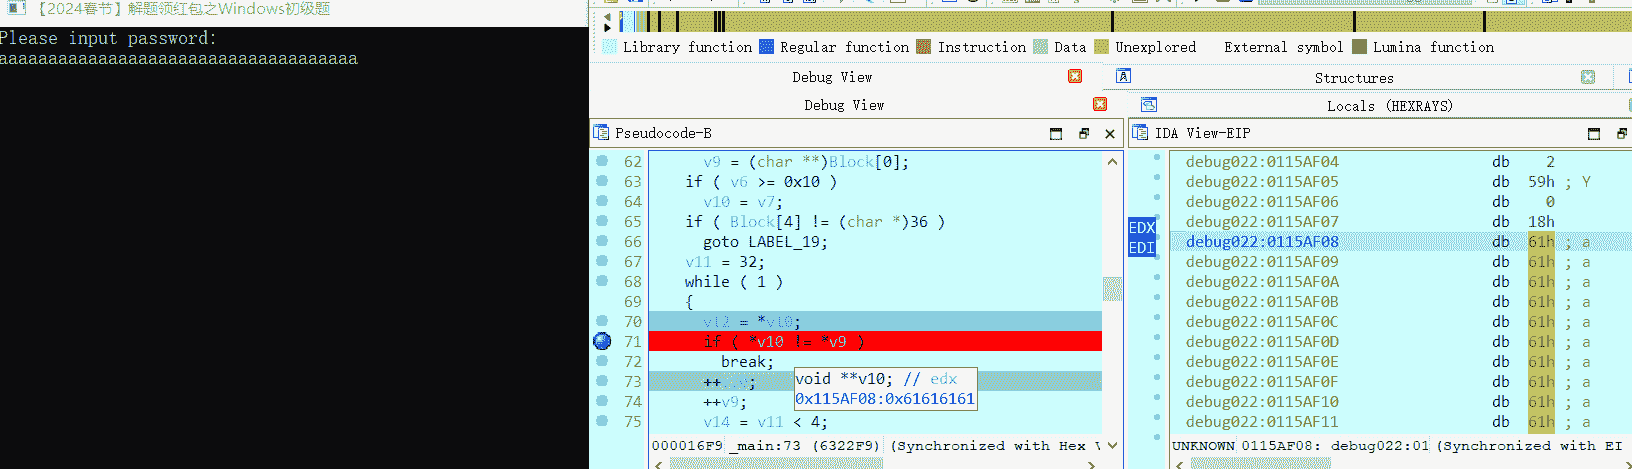 【2024春节】解题领红包之Windows初级题
Please input password:
aaaaaaaaaaaaaaaaaaaaaaaaaaaaaaaaaaaa
Library function Regular function Instruction Data Unexplored External symbol Lumina function
Debug View
Structures
Debug View
Locals (HEXRAYS)
Pseudocode-B
IDA View-EIP
62 v9 = (char **)Block[0];
63 if ( v6 >= 0x10 )
64 v10 = v7;
65 if ( Block[4] != (char *)36 )
66 goto LABEL_19;
67 v11 = 32;
68 while ( 1 )
69 {
70 v12 = *v10;
71 if ( *v10 != *v9 )
72 break;
73 ++
74 ++v9;
75 v14 = v11 < 4;
void **v10; // edx
0x115AF08:0x61616161
000016F9 _main:73 (6322F9) (Synchronized with Hex V
EDX
EDI
debug022:0115AF04 db 2
debug022:0115AF05 db 59h ; Y
debug022:0115AF06 db 0
debug022:0115AF07 db 18h
debug022:0115AF08 db 61h ; a
debug022:0115AF09 db 61h ; a
debug022:0115AF0A db 61h ; a
debug022:0115AF0B db 61h ; a
debug022:0115AF0C db 61h ; a
debug022:0115AF0D db 61h ; a
debug022:0115AF0E db 61h ; a
debug022:0115AF0F db 61h ; a
debug022:0115AF10 db 61h ; a
debug022:0115AF11 db 61h ; a
UNKNOWN 0115AF08: debug022:01 (Synchronized with EI